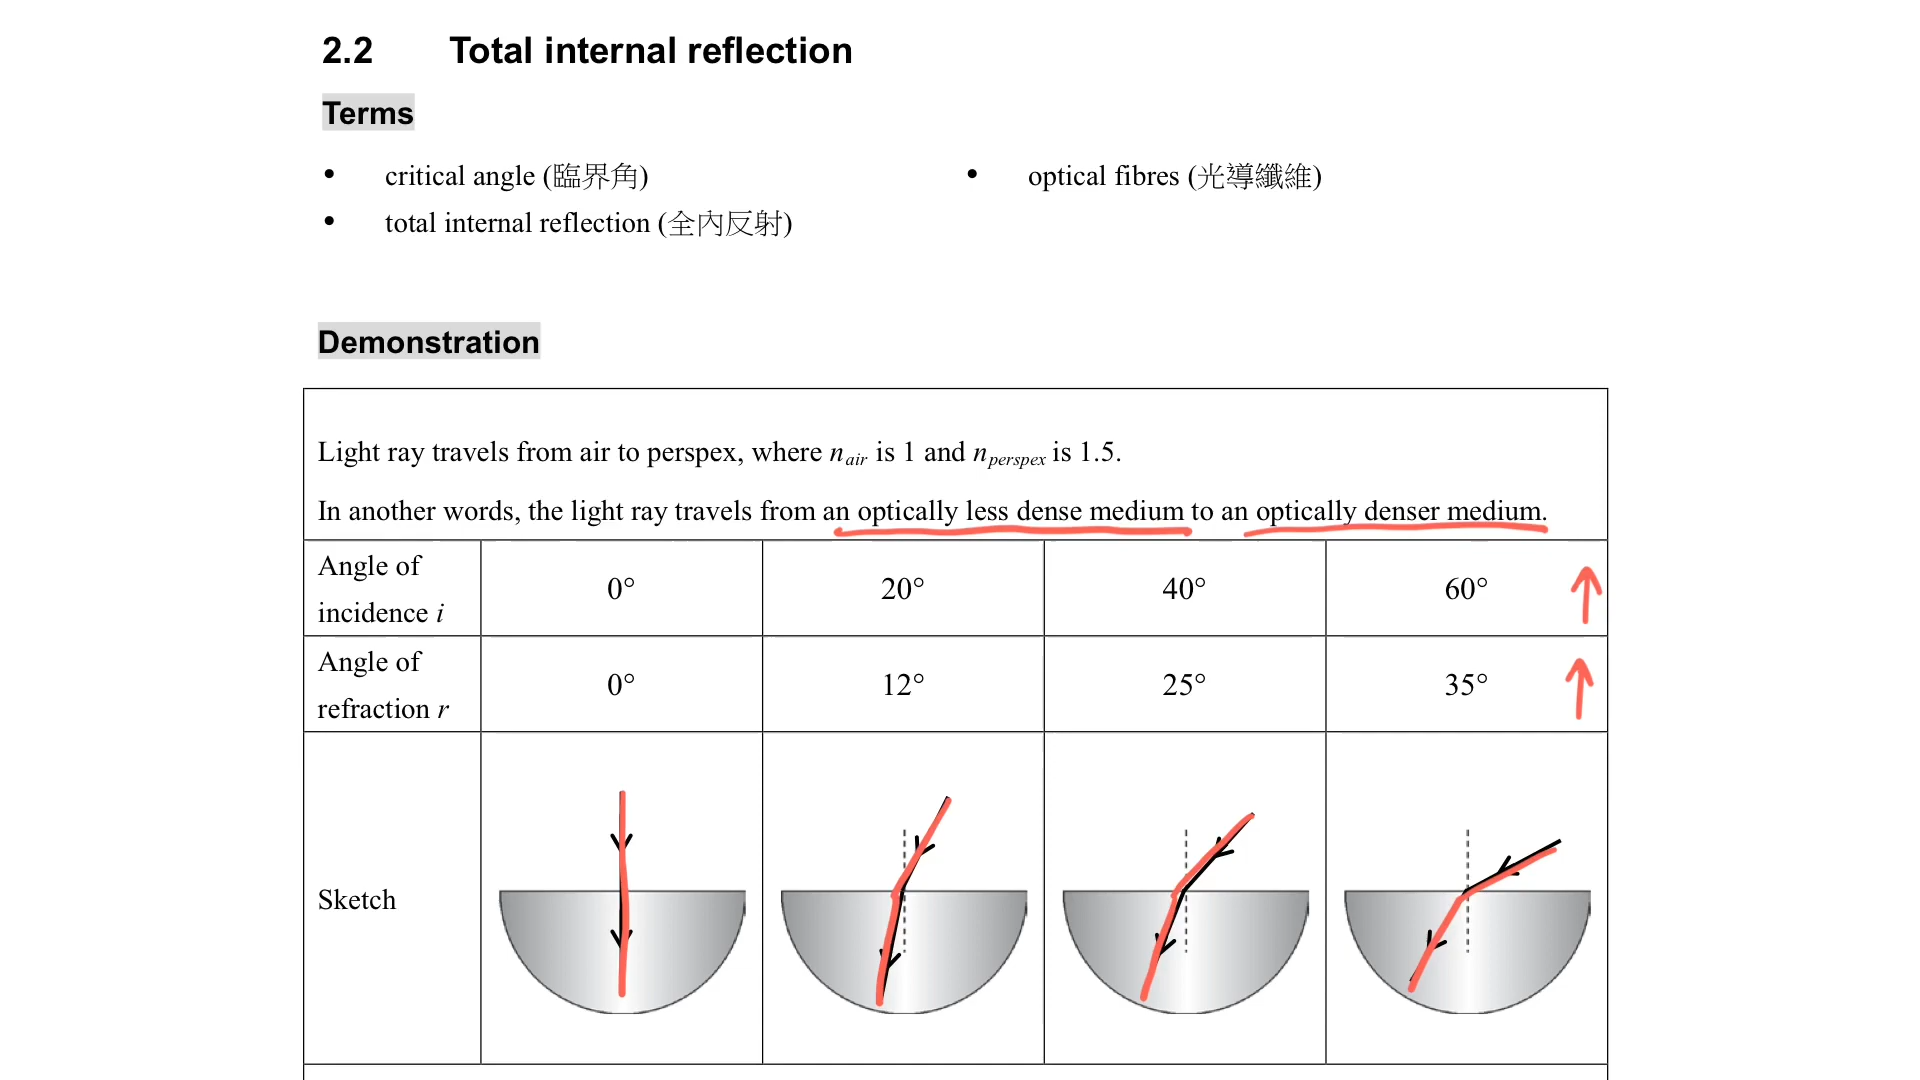 2.2 Total internal reflection
Terms
• critical angle (臨界角)
• optical fibres (光導纖維)
• total internal reflection (全內反射)
Demonstration
Light ray travels from air to perspex, where n air is 1 and n perspex is 1.5.
In another words, the light ray travels from an optically less dense medium to an optically denser medium.
Angle of
incidence i
0° 20° 40° 60°
Angle of
refraction r
0° 12° 25° 35°
Sketch